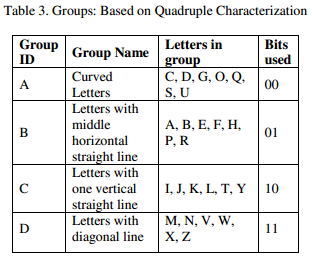 Table 3. Groups: Based on Quadruple Characterization
Group ID
Group Name
Letters in group
Bits used
A
Curved Letters
C, D, G, O, Q, S, U
00
B
Letters with middle horizontal straight line
A, B, E, F, H, P, R
01
C
Letters with one vertical straight line
I, J, K, L, T, Y
10
D
Letters with diagonal line
M, N, V, W, X, Z
11